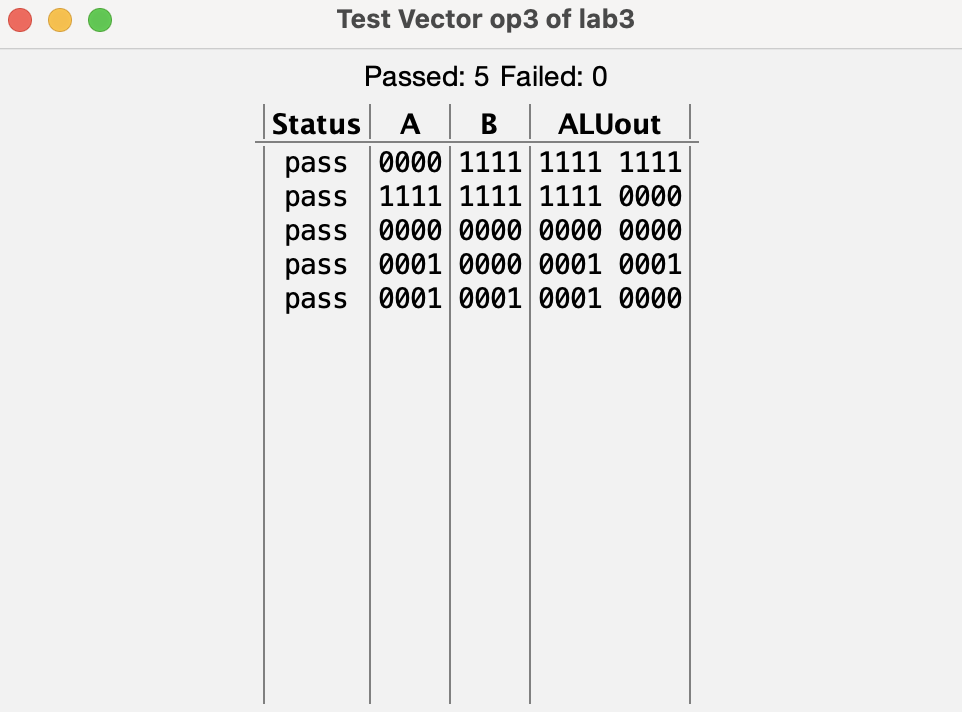 Test Vector op3 of lab3
Passed: 5 Failed: 0
Status A B ALUout
pass 0000 1111 1111 1111
pass 1111 1111 1111 0000
pass 0000 0000 0000 0000
pass 0001 0000 0001 0001
pass 0001 0001 0001 0000